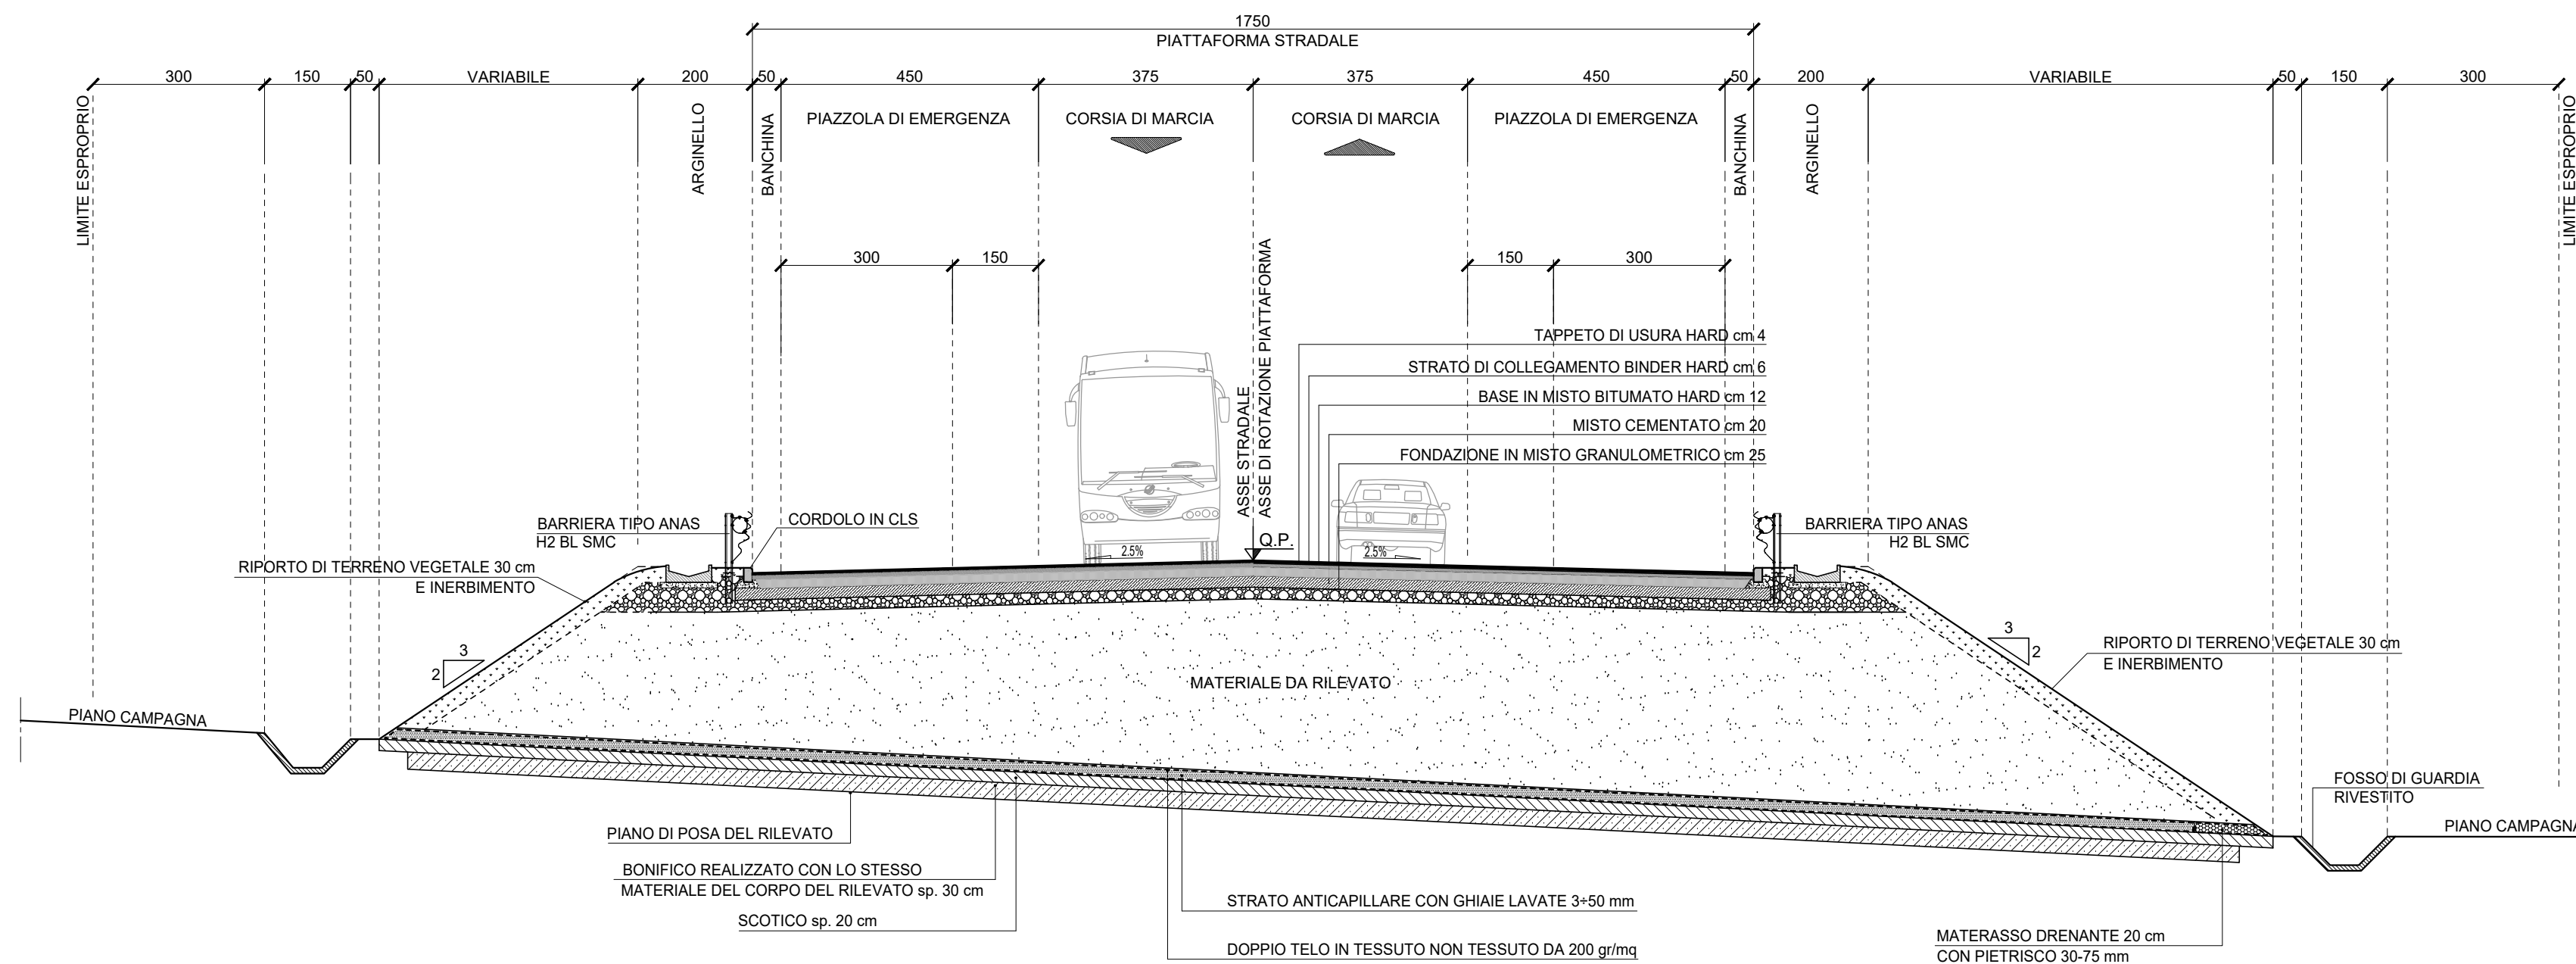 1750
PIATTAFORMA STRADALE
300 150 50 VARIABILE 200 50 450 375 375 450 50 200 VARIABILE 50 150 300
LIMITE ESPROPRIO
ARGINELLO
BANCHINA
PIAZZOLA DI EMERGENZA
CORSIA DI MARCIA
CORSIA DI MARCIA
PIAZZOLA DI EMERGENZA
BANCHINA
ARGINELLO
LIMITE ESPROPRIO
300 150 150 300
ASSE STRADALE
ASSE DI ROTAZIONE PIATTAFORMA
TAPPETO DI USURA HARD cm 4
STRATO DI COLLEGAMENTO BINDER HARD cm 6
BASE IN MISTO BITUMATO HARD cm 12
MISTO CEMENTATO cm 20
FONDAZIONE IN MISTO GRANULOMETRICO cm 25
BARRIERA TIPO ANAS
H2 BL SMC
CORDOLO IN CLS
Q.P.
2.5%
2.5%
BARRIERA TIPO ANAS
H2 BL SMC
RIPORTO DI TERRENO VEGETALE 30 cm
E INERBIMENTO
3
2
3
2
RIPORTO DI TERRENO VEGETALE 30 cm
E INERBIMENTO
MATERIALE DA RILEVATO
PIANO CAMPAGNA
FOSSO DI GUARDIA
RIVESTITO
PIANO CAMPAGNA
PIANO DI POSA DEL RILEVATO
BONIFICO REALIZZATO CON LO STESSO
MATERIALE DEL CORPO DEL RILEVATO sp. 30 cm
SCOTICO sp. 20 cm
STRATO ANTICAPILLARE CON GHIAIE LAVATE 3÷50 mm
DOPPIO TELO IN TESSUTO NON TESSUTO DA 200 gr/mq
MATERASSO DRENANTE 20 cm
CON PIETRISCO 30-75 mm